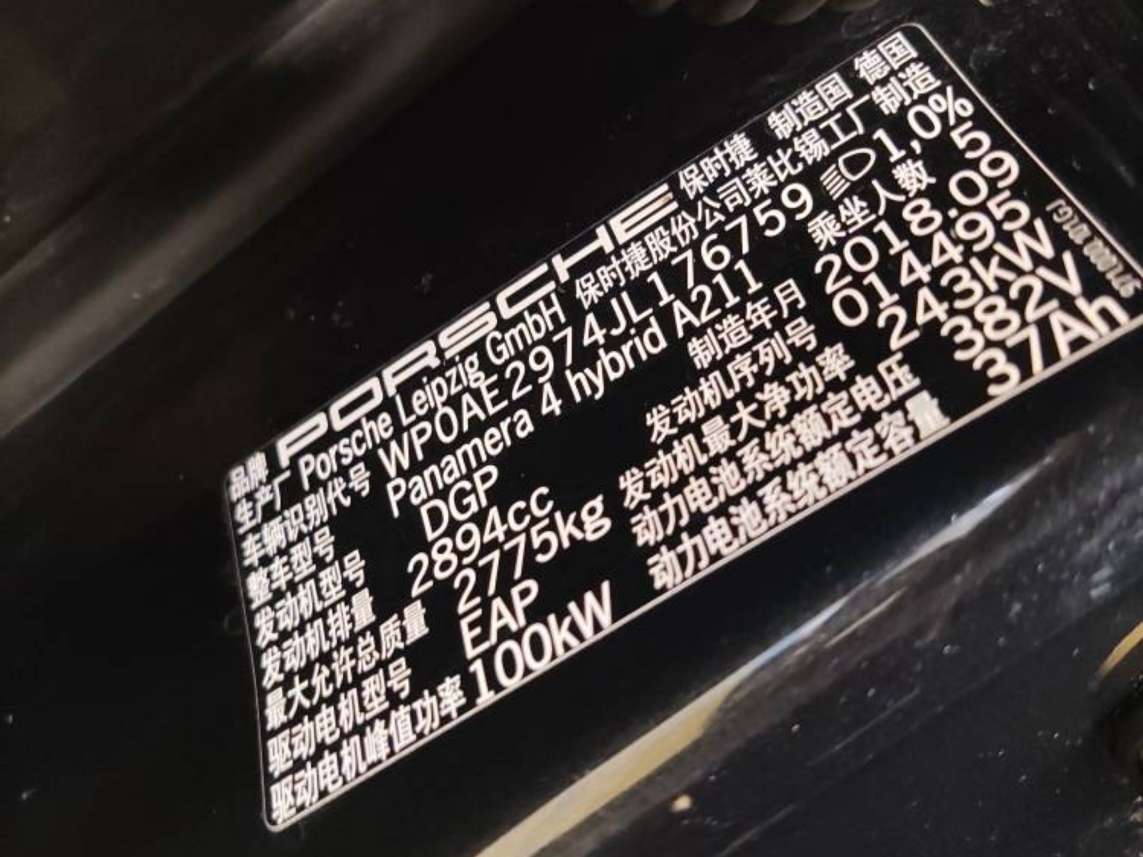 品牌 PORSCHE 保时捷 制造国 德国
生产厂 Porsche Leipzig GmbH 保时捷股份公司莱比锡工厂制造
车辆识别代号 WP0AE2974JL176759 1,0%
整车型号 Panamera 4 hybrid A211 乘坐人数 5
发动机型号 DGP 制造年月 2018.09
发动机排量 2894cc 发动机序列号 014495
最大允许总质量 2775kg 发动机最大净功率 243kW
驱动电机型号 EAP 动力电池系统额定电压 382V
驱动电机峰值功率 100kW 动力电池系统额定容量 37Ah